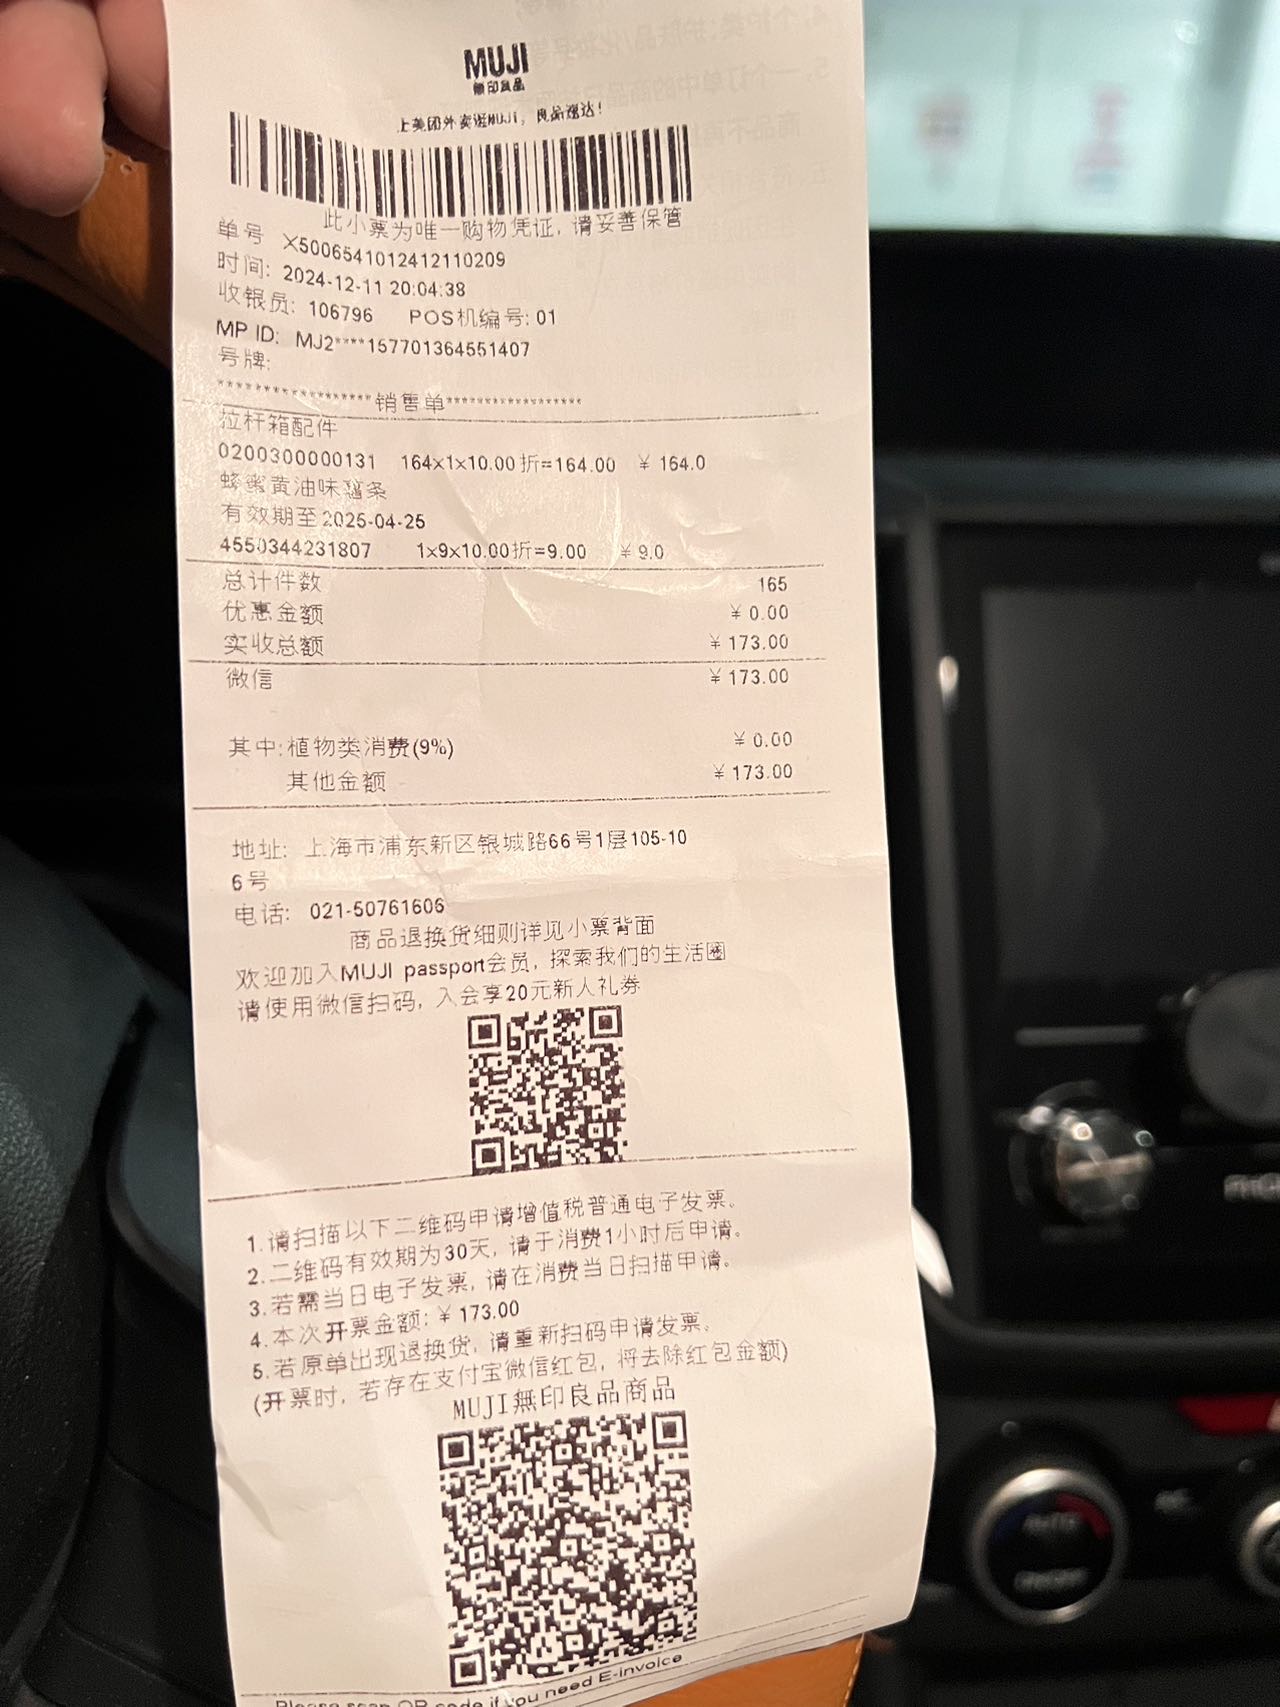 MUJI
無印良品
上美团外卖逛MUJI，良品速达！
此小票为唯一购物凭证，请妥善保管
单号 X5006541012412110209
时间: 2024-12-11 20:04:38
收银员: 106796 POS机编号: 01
MP ID: MJ2****157701364551407
号牌:
******************销售单******************
拉杆箱配件
0200300000131 164x1x10.00折=164.00 ¥ 164.0
蜂蜜黄油味薯条
有效期至2025-04-25
4550344231807 1x9x10.00折=9.00 ¥ 9.0
总计件数 165
优惠金额 ¥ 0.00
实收总额 ¥ 173.00
微信 ¥ 173.00
其中:植物类消费(9%) ¥ 0.00
其他金额 ¥ 173.00
地址: 上海市浦东新区银城路66号1层105-10
6号
电话: 021-50761606
商品退换货细则详见小票背面
欢迎加入MUJI passport会员, 探索我们的生活圈
请使用微信扫码, 入会享20元新人礼券
1.请扫描以下二维码申请增值税普通电子发票。
2.二维码有效期为30天, 请于消费1小时后申请。
3.若需当日电子发票, 请在消费当日扫描申请。
4.本次开票金额: ¥ 173.00
5.若原单出现退换货, 请重新扫码申请发票。
(开票时, 若存在支付宝微信红包, 将去除红包金额)
MUJI無印良品商品
Please scan QR code if you need E-invoice
AUTO